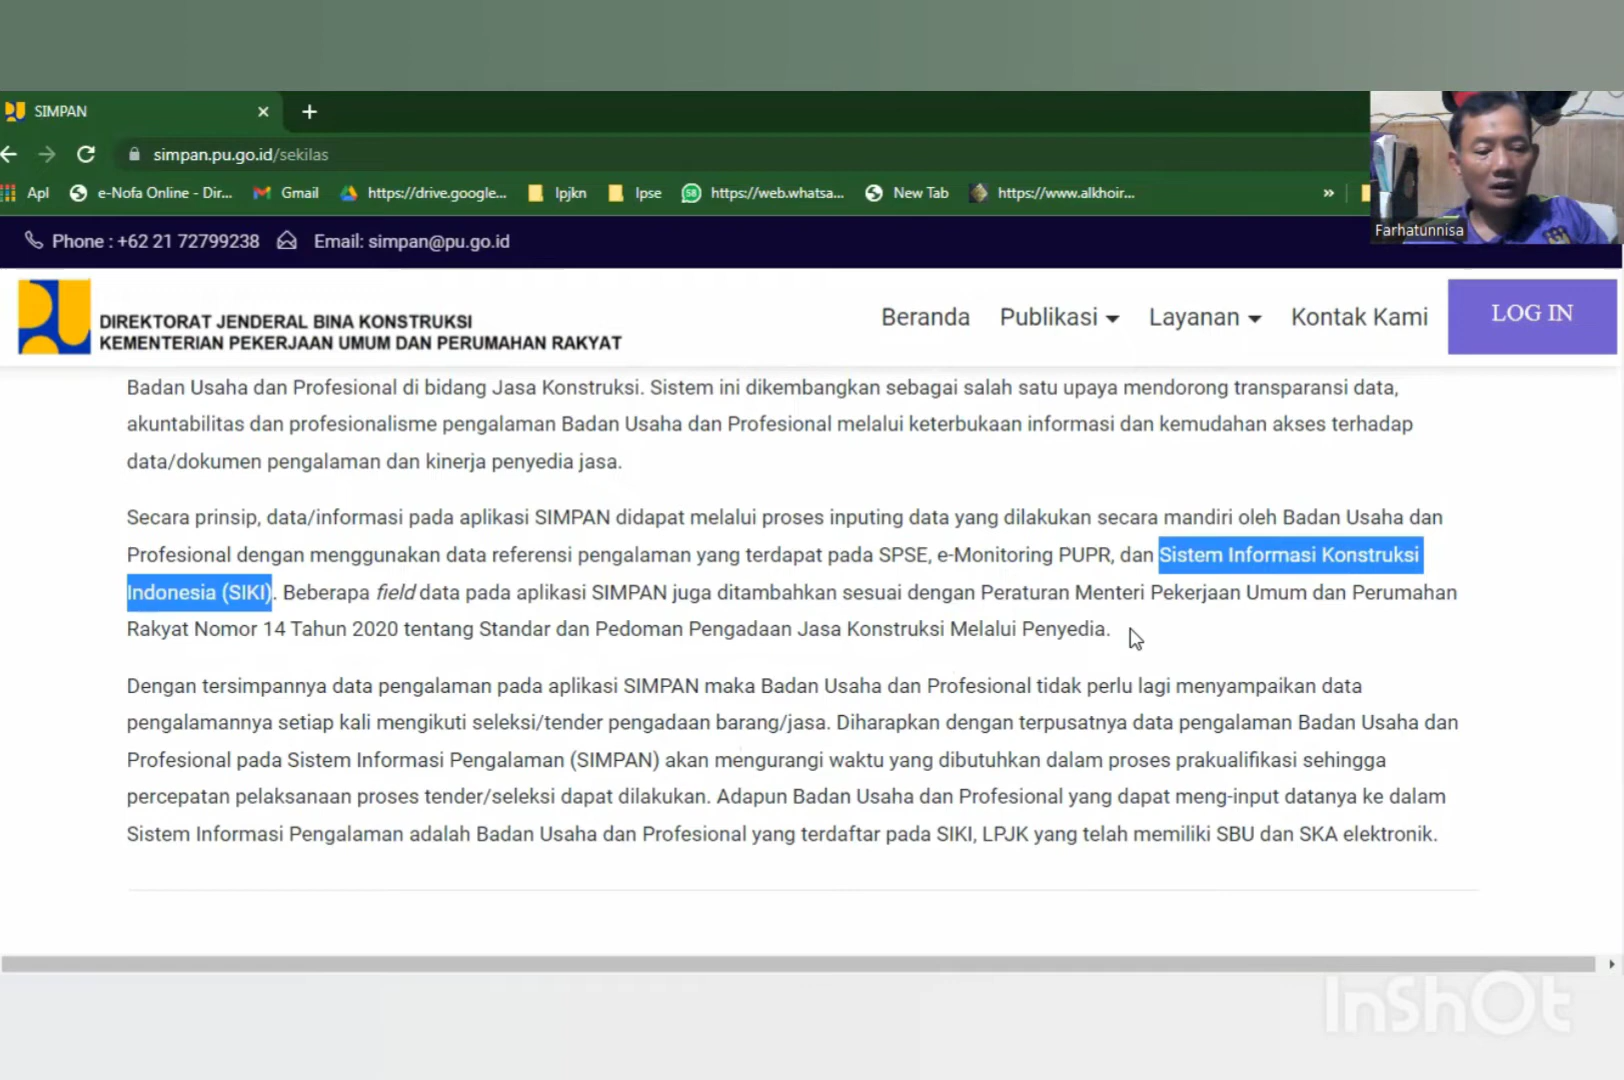 SIMPAN
simpan.pu.go.id/sekilas
Apl e-Nofa Online - Dir... Gmail https://drive.google... lpjkn lpse 58 https://web.whatsa... New Tab https://www.alkhoir... »
Farhatunnisa
Phone : +62 21 72799238 Email: simpan@pu.go.id
DIREKTORAT JENDERAL BINA KONSTRUKSI
KEMENTERIAN PEKERJAAN UMUM DAN PERUMAHAN RAKYAT
Beranda Publikasi Layanan Kontak Kami LOG IN
Badan Usaha dan Profesional di bidang Jasa Konstruksi. Sistem ini dikembangkan sebagai salah satu upaya mendorong transparansi data,
akuntabilitas dan profesionalisme pengalaman Badan Usaha dan Profesional melalui keterbukaan informasi dan kemudahan akses terhadap
data/dokumen pengalaman dan kinerja penyedia jasa.
Secara prinsip, data/informasi pada aplikasi SIMPAN didapat melalui proses inputing data yang dilakukan secara mandiri oleh Badan Usaha dan
Profesional dengan menggunakan data referensi pengalaman yang terdapat pada SPSE, e-Monitoring PUPR, dan Sistem Informasi Konstruksi
Indonesia (SIKI). Beberapa field data pada aplikasi SIMPAN juga ditambahkan sesuai dengan Peraturan Menteri Pekerjaan Umum dan Perumahan
Rakyat Nomor 14 Tahun 2020 tentang Standar dan Pedoman Pengadaan Jasa Konstruksi Melalui Penyedia.
Dengan tersimpannya data pengalaman pada aplikasi SIMPAN maka Badan Usaha dan Profesional tidak perlu lagi menyampaikan data
pengalamannya setiap kali mengikuti seleksi/tender pengadaan barang/jasa. Diharapkan dengan terpusatnya data pengalaman Badan Usaha dan
Profesional pada Sistem Informasi Pengalaman (SIMPAN) akan mengurangi waktu yang dibutuhkan dalam proses prakualifikasi sehingga
percepatan pelaksanaan proses tender/seleksi dapat dilakukan. Adapun Badan Usaha dan Profesional yang dapat meng-input datanya ke dalam
Sistem Informasi Pengalaman adalah Badan Usaha dan Profesional yang terdaftar pada SIKI, LPJK yang telah memiliki SBU dan SKA elektronik.
InShOt